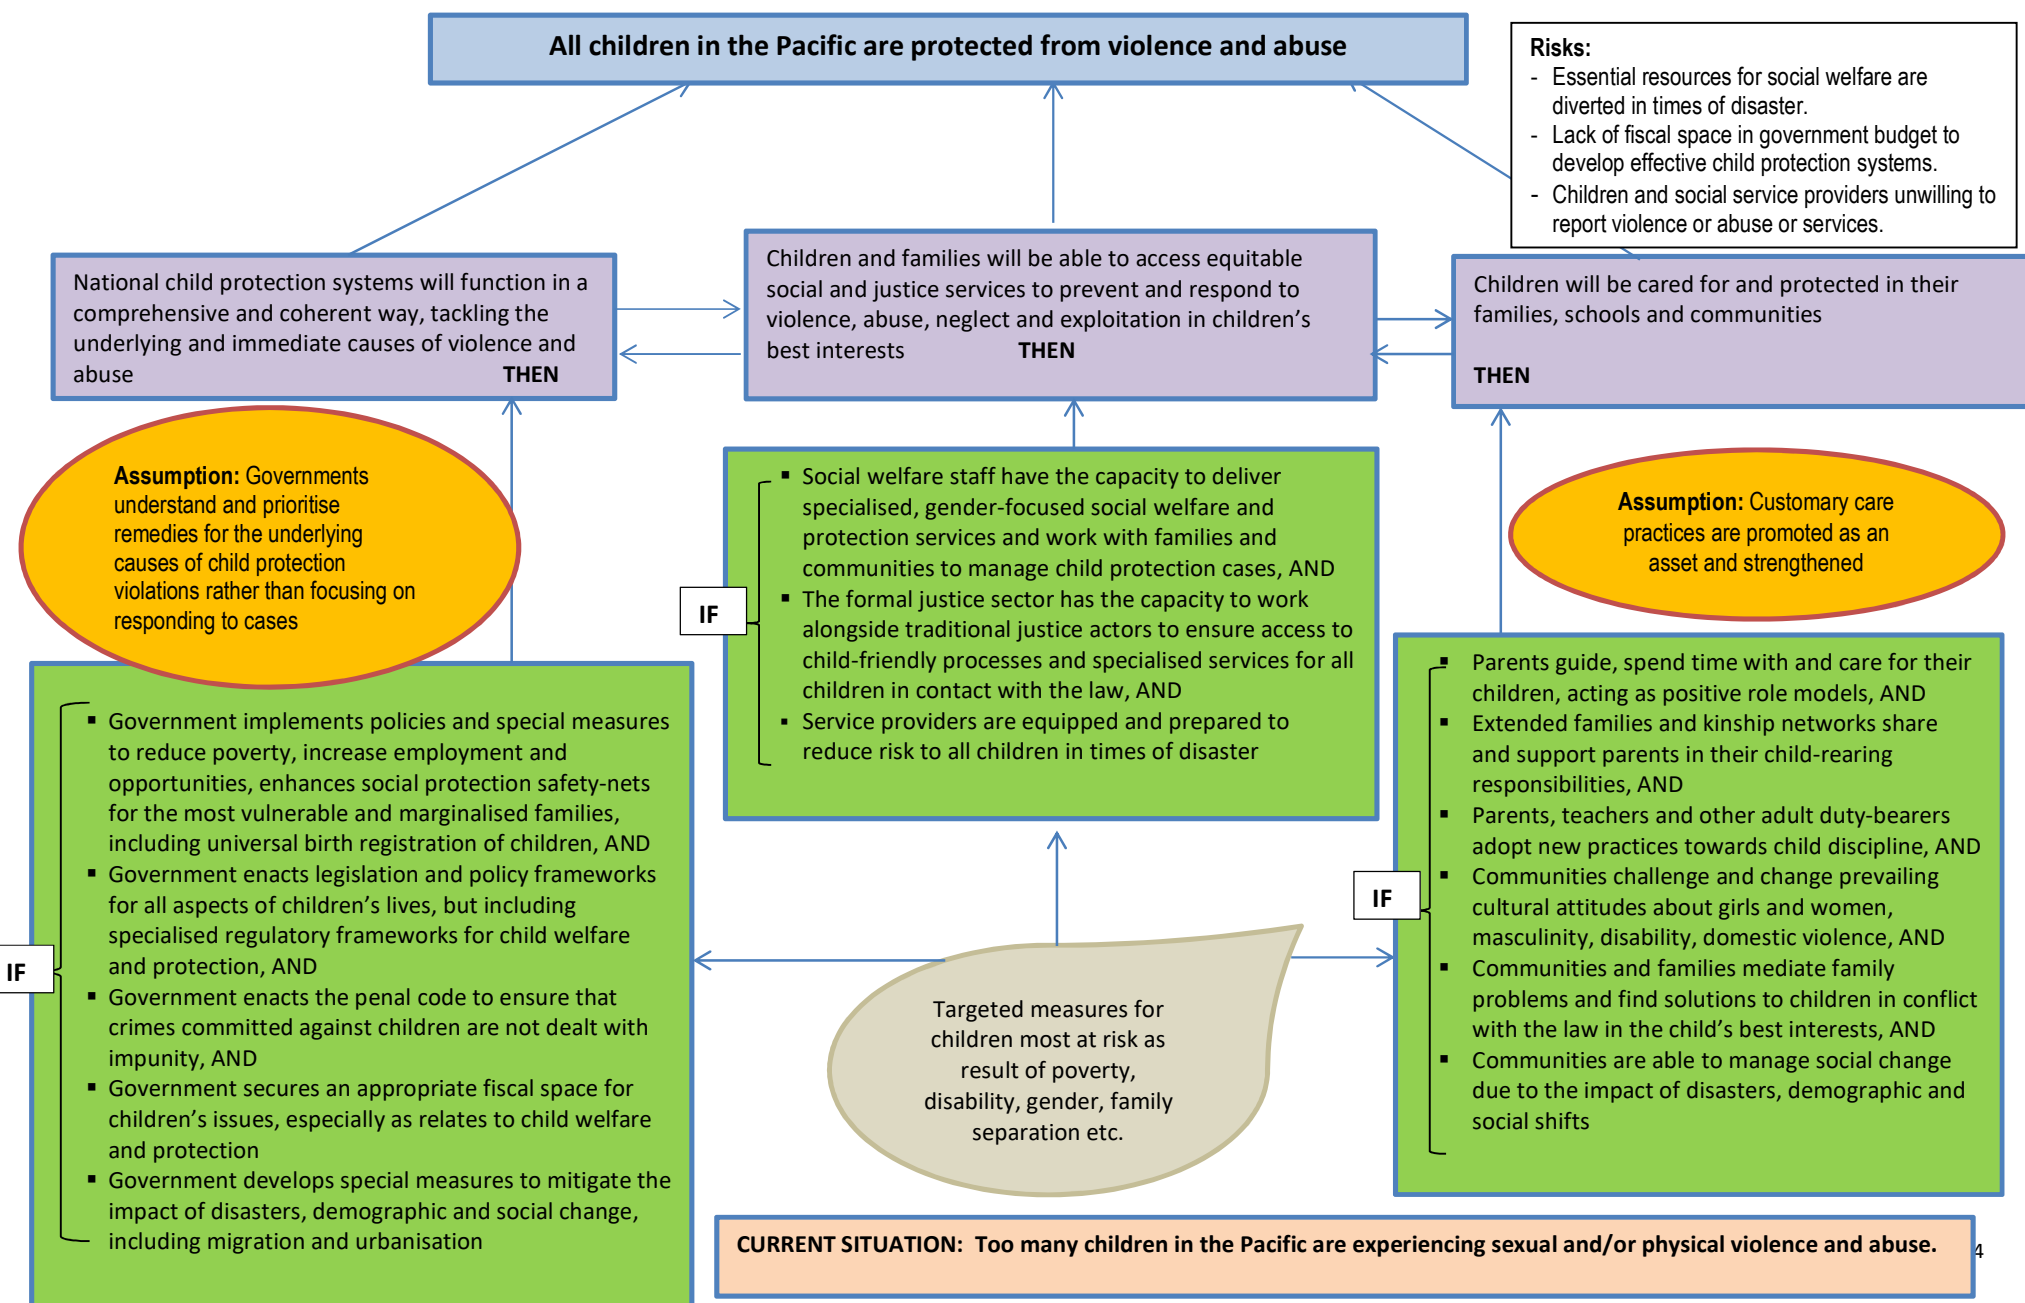 All children in the Pacific are protected from violence and abuse
Risks:
- Essential resources for social welfare are
diverted in times of disaster.
- Lack of fiscal space in government budget to
develop effective child protection systems.
- Children and social service providers unwilling to
report violence or abuse or services.
National child protection systems will function in a
comprehensive and coherent way, tackling the
underlying and immediate causes of violence and
abuse THEN
Children and families will be able to access equitable
social and justice services to prevent and respond to
violence, abuse, neglect and exploitation in children’s
best interests THEN
Children will be cared for and protected in their
families, schools and communities
THEN
Assumption: Governments
understand and prioritise
remedies for the underlying
causes of child protection
violations rather than focusing on
responding to cases
▪ Social welfare staff have the capacity to deliver
specialised, gender-focused social welfare and
protection services and work with families and
communities to manage child protection cases, AND
▪ The formal justice sector has the capacity to work
alongside traditional justice actors to ensure access to
child-friendly processes and specialised services for all
children in contact with the law, AND
▪ Service providers are equipped and prepared to
reduce risk to all children in times of disaster
IF
Assumption: Customary care
practices are promoted as an
asset and strengthened
▪ Government implements policies and special measures
to reduce poverty, increase employment and
opportunities, enhances social protection safety-nets
for the most vulnerable and marginalised families,
including universal birth registration of children, AND
▪ Government enacts legislation and policy frameworks
for all aspects of children’s lives, but including
specialised regulatory frameworks for child welfare
and protection, AND
▪ Government enacts the penal code to ensure that
crimes committed against children are not dealt with
impunity, AND
▪ Government secures an appropriate fiscal space for
children’s issues, especially as relates to child welfare
and protection
▪ Government develops special measures to mitigate the
impact of disasters, demographic and social change,
including migration and urbanisation
IF
▪ Parents guide, spend time with and care for their
children, acting as positive role models, AND
▪ Extended families and kinship networks share
and support parents in their child-rearing
responsibilities, AND
▪ Parents, teachers and other adult duty-bearers
adopt new practices towards child discipline, AND
▪ Communities challenge and change prevailing
cultural attitudes about girls and women,
masculinity, disability, domestic violence, AND
▪ Communities and families mediate family
problems and find solutions to children in conflict
with the law in the child’s best interests, AND
▪ Communities are able to manage social change
due to the impact of disasters, demographic and
social shifts
IF
Targeted measures for
children most at risk as
result of poverty,
disability, gender, family
separation etc.
CURRENT SITUATION: Too many children in the Pacific are experiencing sexual and/or physical violence and abuse.
4